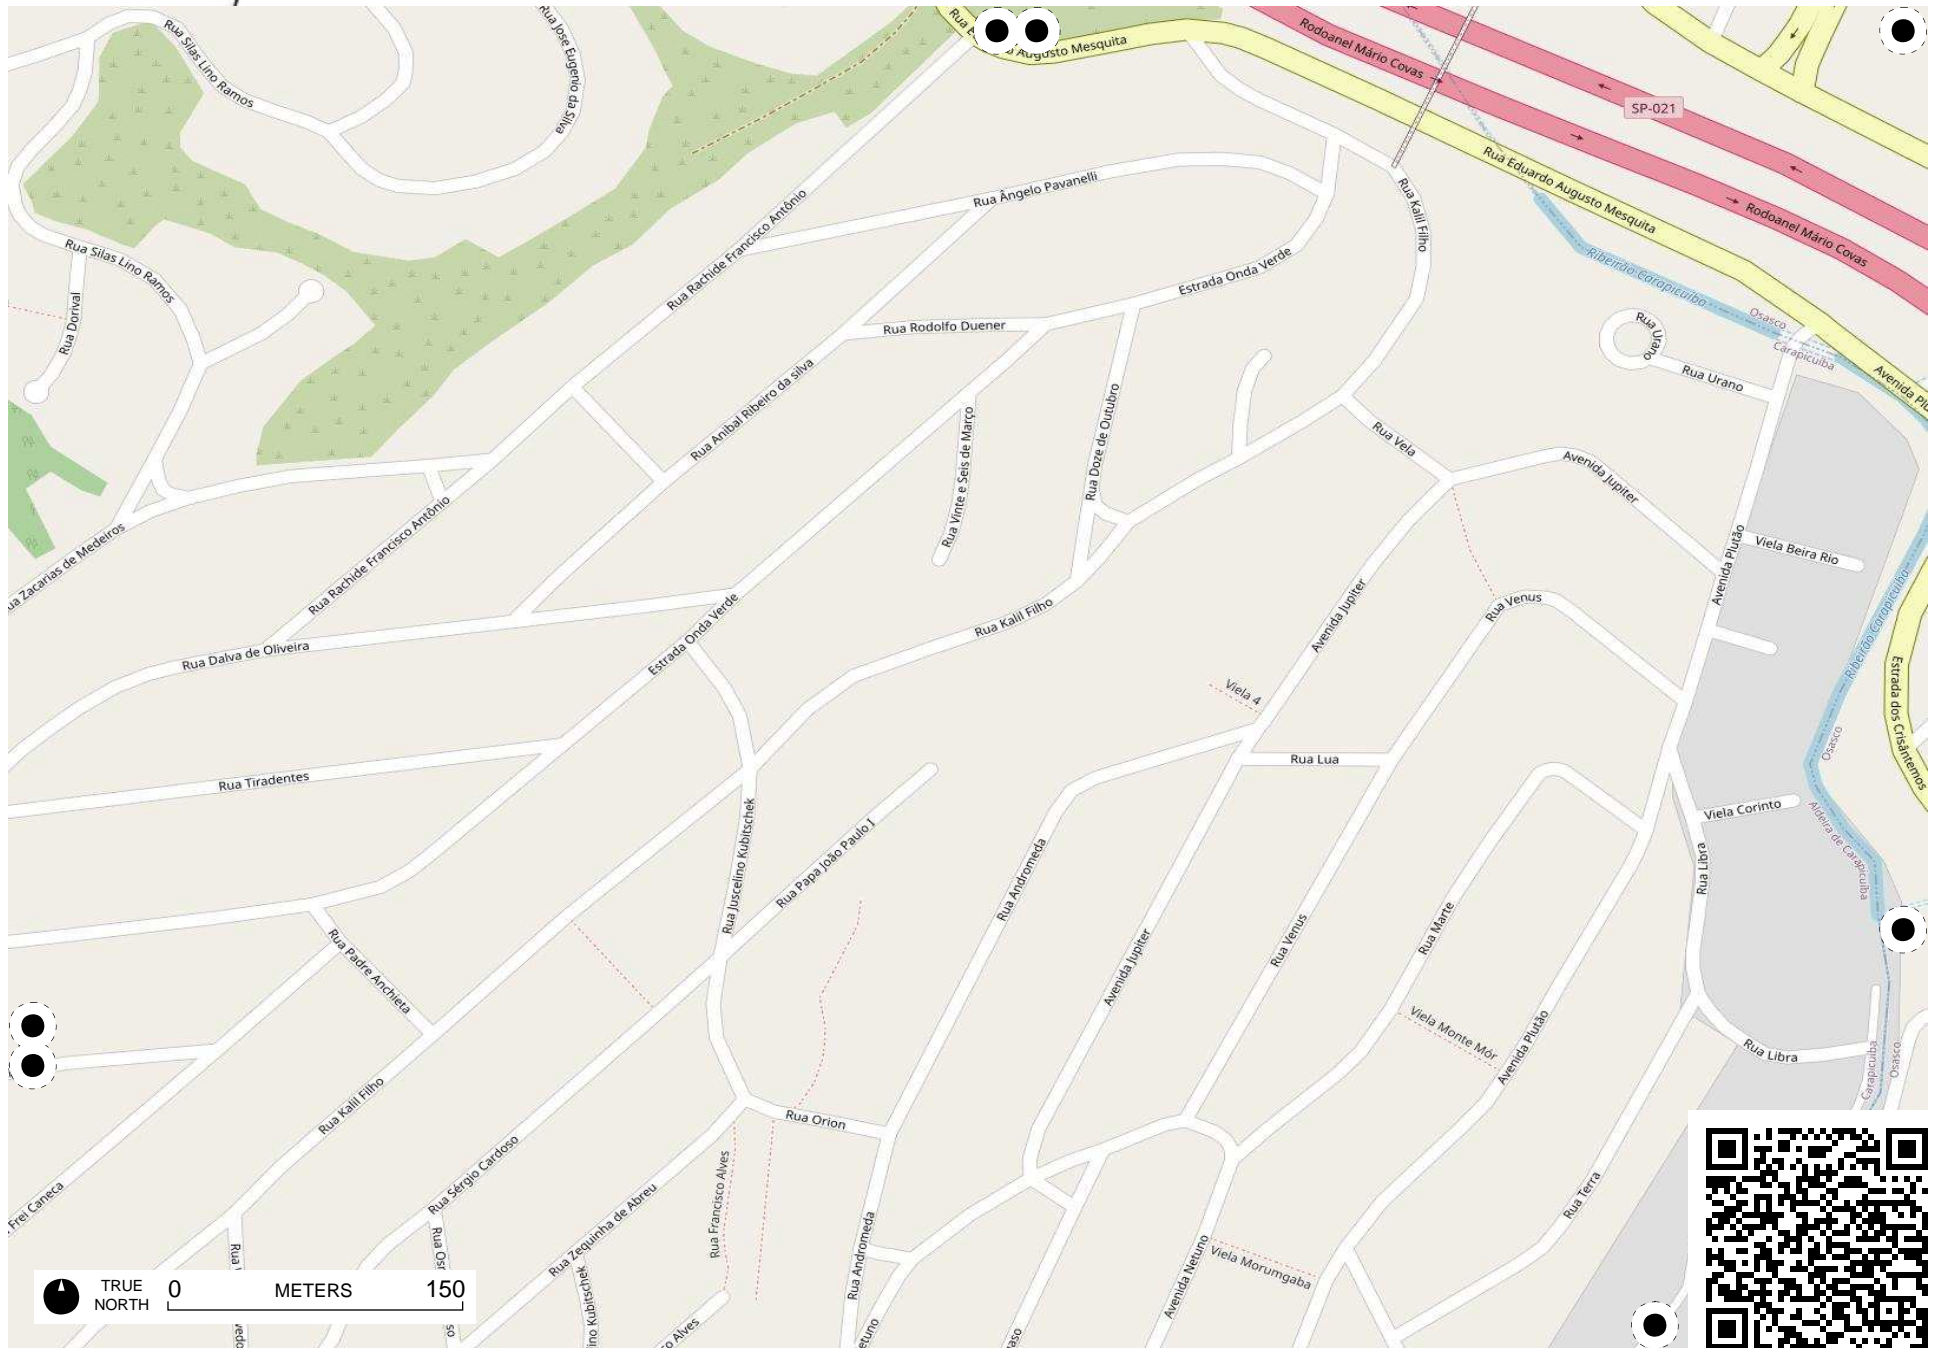 Rua Silas Lino Ramos
Rua Jose Eugenio da Silva
Augusto Mesquita
Rodoanel Mário Covas
SP-021
Rua Eduardo Augusto Mesquita
Rodoanel Mário Covas
Rua Ângelo Pavanelli
Rua Rachide Francisco Antônio
Rua Kalil Filho
Rua Silas Lino Ramos
Rua Dorival
Estrada Onda Verde
Ribeirão Carapicuíba
Osasco
Carapicuíba
Rua Urano
Rua Urano
Rua Rodolfo Duener
Rua Anibal Ribeiro da silva
Rua Vinte e Seis de Março
Rua Doze de Outubro
Rua Vela
Avenida Jupiter
Avenida Plutão
Viela Beira Rio
Zacarias de Medeiros
Rua Rachide Francisco Antônio
Rua Dalva de Oliveira
Estrada Onda Verde
Rua Kalil Filho
Avenida Jupiter
Rua Venus
Ribeirão Carapicuíba
Estrada dos Crisântemos
Osasco
Viela 4
Rua Lua
Rua Tiradentes
Rua Juscelino Kubitschek
Rua Papa João Paulo I
Rua Andromeda
Viela Corinto
Rua Libra
Aldeira de Carapicuíba
Rua Padre Anchieta
Avenida Jupiter
Rua Venus
Rua Marte
Viela Monte Mór
Avenida Plutão
Rua Libra
Carapicuíba
Osasco
Rua Kalil Filho
Rua Orion
Rua Sérgio Cardoso
Rua Francisco Alves
Rua Zequinha de Abreu
Frei Caneca
Rua Terra
Rua Andromeda
Avenida Netuno
Viela Morumgaba
Rua
Rua
Kubitschek
Alves
TRUE
NORTH
0 METERS 150